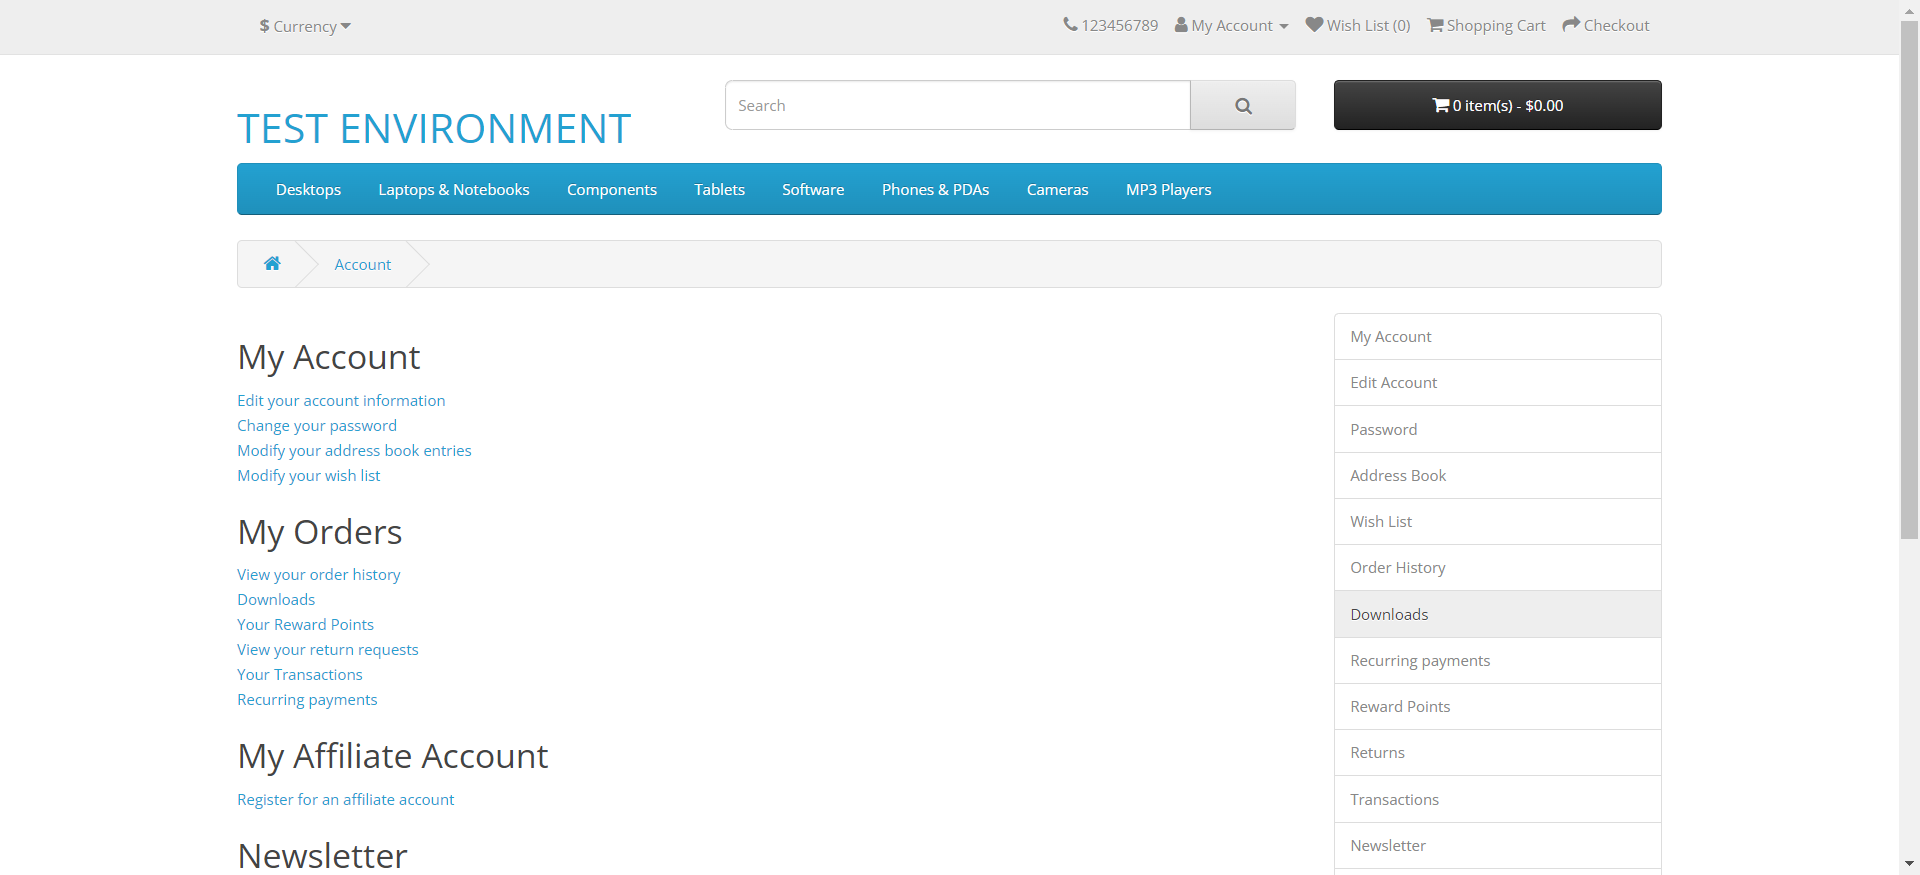 $ Currency
123456789 My Account Wish List (0) Shopping Cart Checkout
TEST ENVIRONMENT
Search
0 item(s) - $0.00
Desktops Laptops & Notebooks Components Tablets Software Phones & PDAs Cameras MP3 Players
Account
My Account
Edit your account information
Change your password
Modify your address book entries
Modify your wish list
My Orders
View your order history
Downloads
Your Reward Points
View your return requests
Your Transactions
Recurring payments
My Affiliate Account
Register for an affiliate account
Newsletter
My Account
Edit Account
Password
Address Book
Wish List
Order History
Downloads
Recurring payments
Reward Points
Returns
Transactions
Newsletter